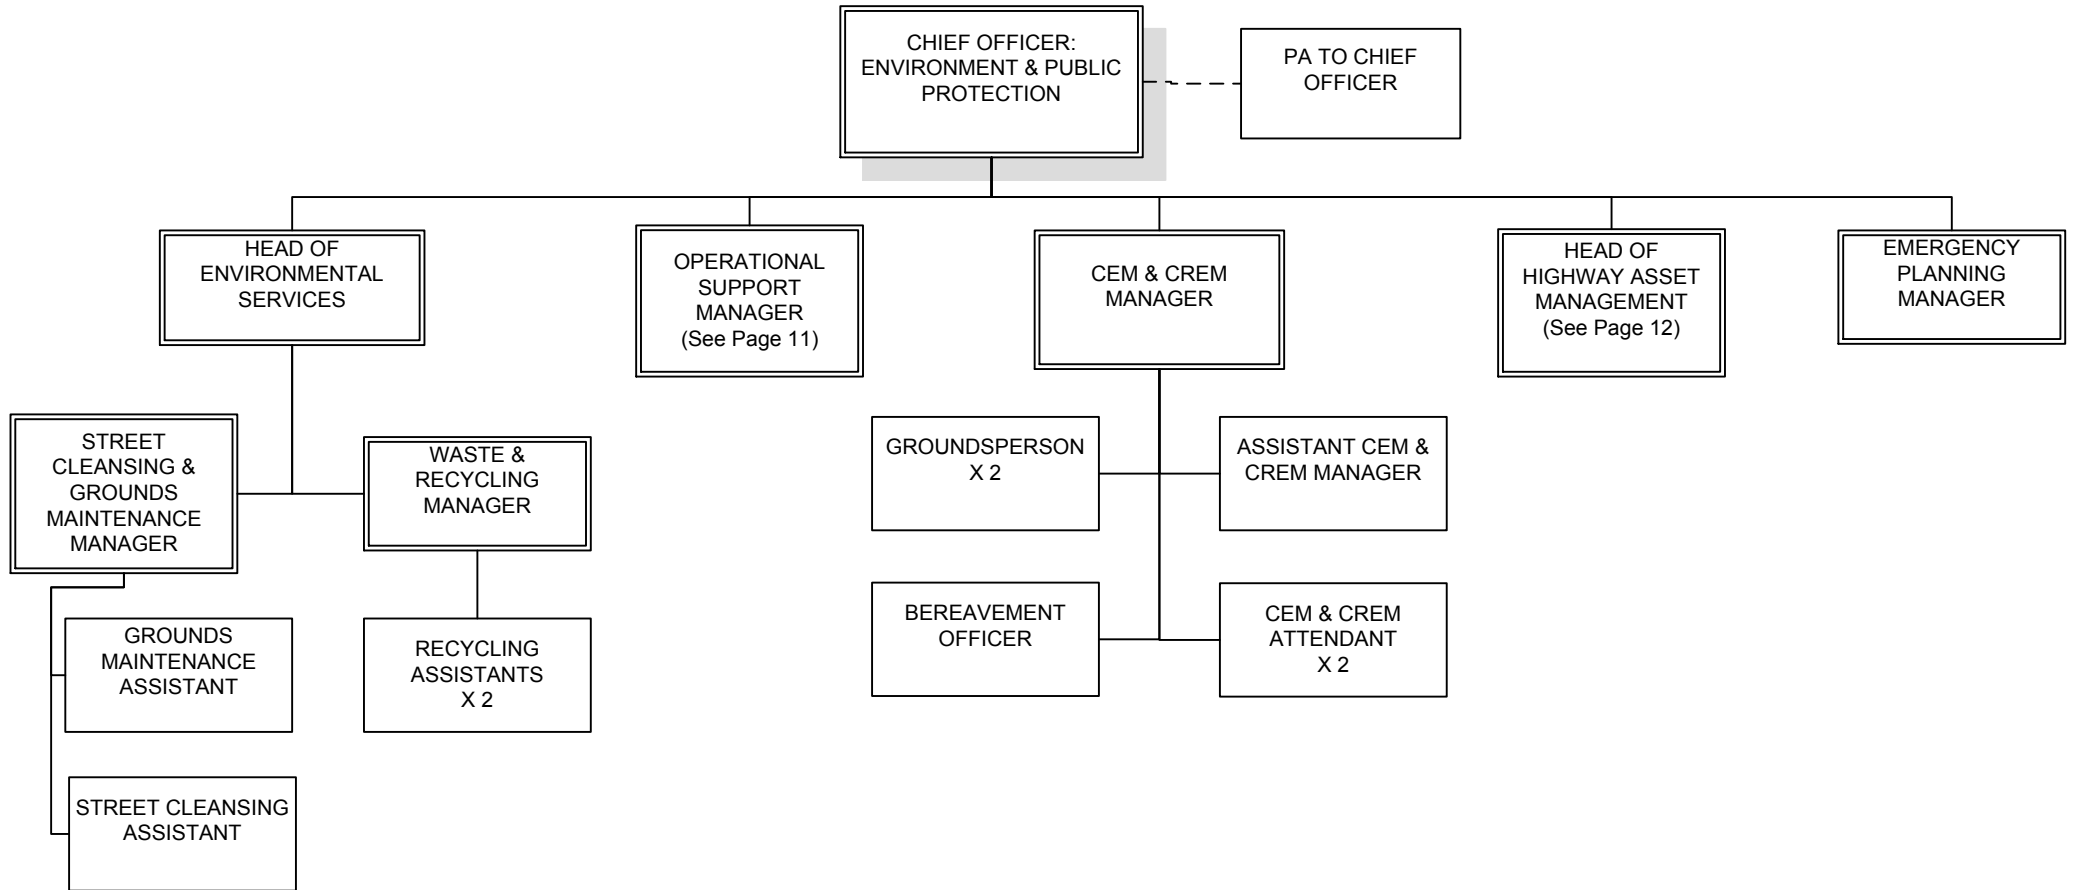 CHIEF OFFICER:
ENVIRONMENT & PUBLIC
PROTECTION
PA TO CHIEF
OFFICER
HEAD OF
ENVIRONMENTAL
SERVICES
OPERATIONAL
SUPPORT
MANAGER
(See Page 11)
CEM & CREM
MANAGER
HEAD OF
HIGHWAY ASSET
MANAGEMENT
(See Page 12)
EMERGENCY
PLANNING
MANAGER
STREET
CLEANSING &
GROUNDS
MAINTENANCE
MANAGER
WASTE &
RECYCLING
MANAGER
GROUNDSPERSON
X 2
ASSISTANT CEM &
CREM MANAGER
GROUNDS
MAINTENANCE
ASSISTANT
RECYCLING
ASSISTANTS
X 2
BEREAVEMENT
OFFICER
CEM & CREM
ATTENDANT
X 2
STREET CLEANSING
ASSISTANT